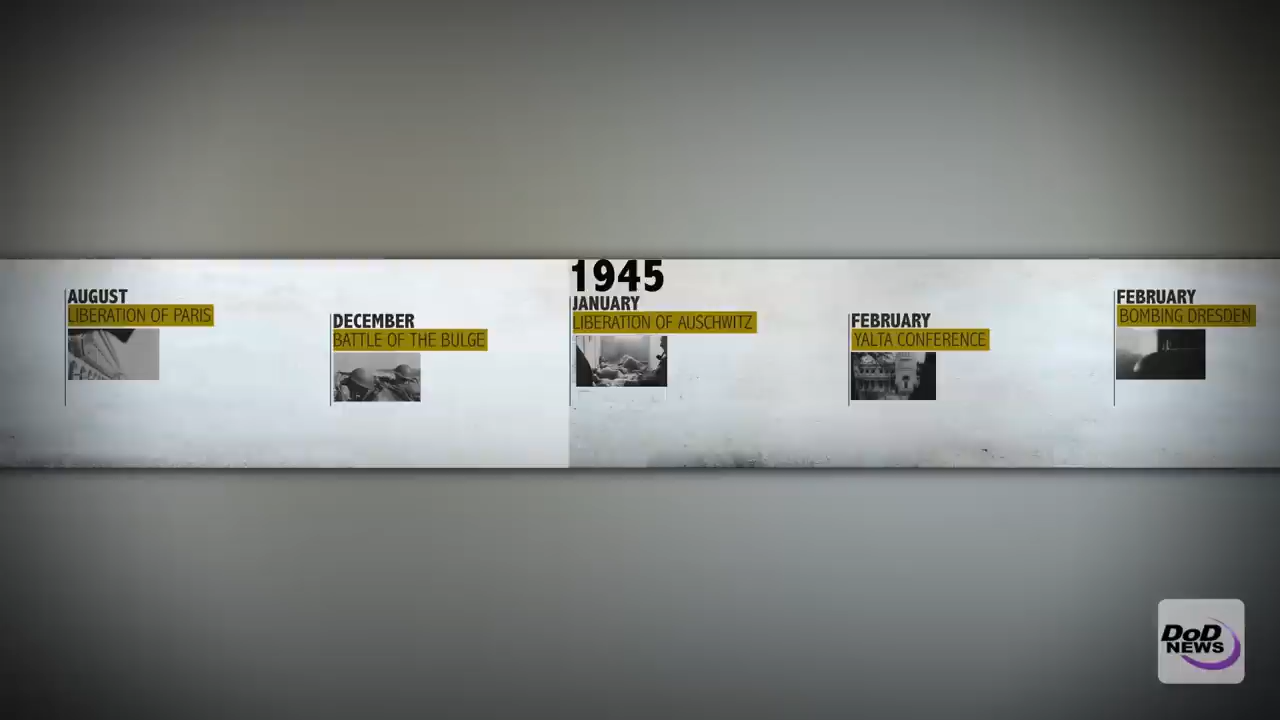 AUGUST
LIBERATION OF PARIS
DECEMBER
BATTLE OF THE BULGE
1945
JANUARY
LIBERATION OF AUSCHWITZ
FEBRUARY
YALTA CONFERENCE
FEBRUARY
BOMBING DRESDEN
DoD
NEWS